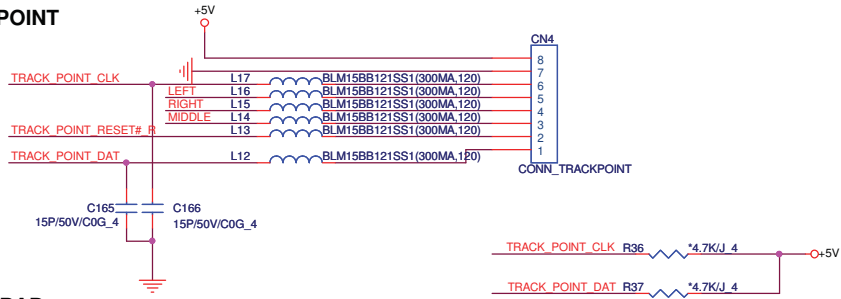 POINT
+5V
CN4
8
7
TRACK_POINT_CLK L17 BLM15BB121SS1(300MA,120) 6
LEFT L16 BLM15BB121SS1(300MA,120) 5
RIGHT L15 BLM15BB121SS1(300MA,120) 4
MIDDLE L14 BLM15BB121SS1(300MA,120) 3
TRACK_POINT_RESET#_R L13 BLM15BB121SS1(300MA,120) 2
TRACK_POINT_DAT L12 BLM15BB121SS1(300MA,120) 1
CONN_TRACKPOINT
C165 C166
15P/50V/C0G_4 15P/50V/C0G_4
TRACK_POINT_CLK R36 *4.7K/J_4 +5V
TRACK_POINT_DAT R37 *4.7K/J_4